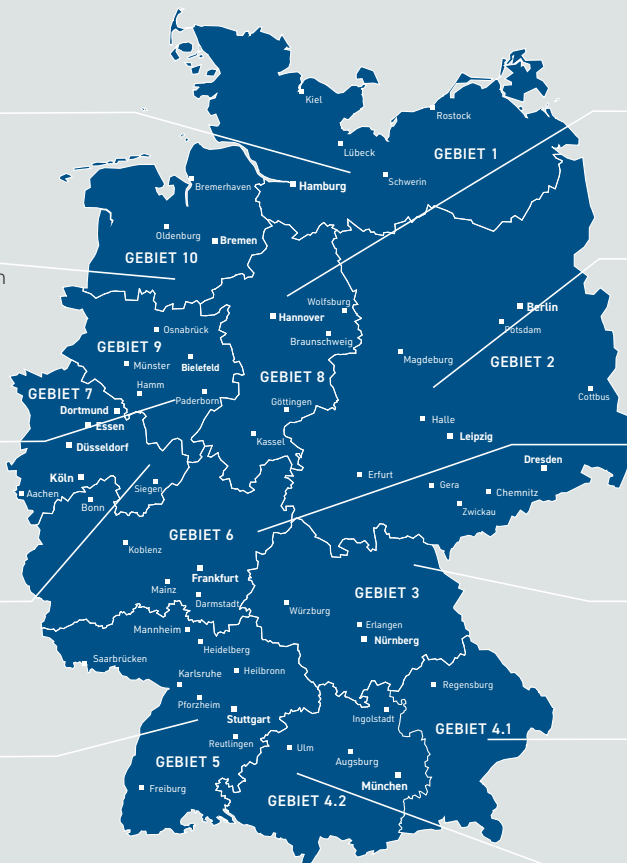 Kiel
Rostock
Lübeck
GEBIET 1
Schwerin
Bremerhaven
Hamburg
Oldenburg
Bremen
GEBIET 10
n
Wolfsburg
Berlin
Hannover
Potsdam
Osnabrück
Braunschweig
GEBIET 9
Magdeburg
GEBIET 2
Münster
Bielefeld
GEBIET 8
Hamm
GEBIET 7
Paderborn
Cottbus
Göttingen
Dortmund
Essen
Halle
Kassel
Leipzig
Düsseldorf
Dresden
Köln
Erfurt
Siegen
Gera
Aachen
Chemnitz
Bonn
Zwickau
GEBIET 6
Koblenz
Frankfurt
Mainz
GEBIET 3
Darmstadt
Würzburg
Mannheim
Erlangen
Nürnberg
Heidelberg
Saarbrücken
Karlsruhe
Heilbronn
Regensburg
Pforzheim
Stuttgart
Ingolstadt
GEBIET 4.1
Reutlingen
Ulm
GEBIET 5
Augsburg
Freiburg
München
GEBIET 4.2